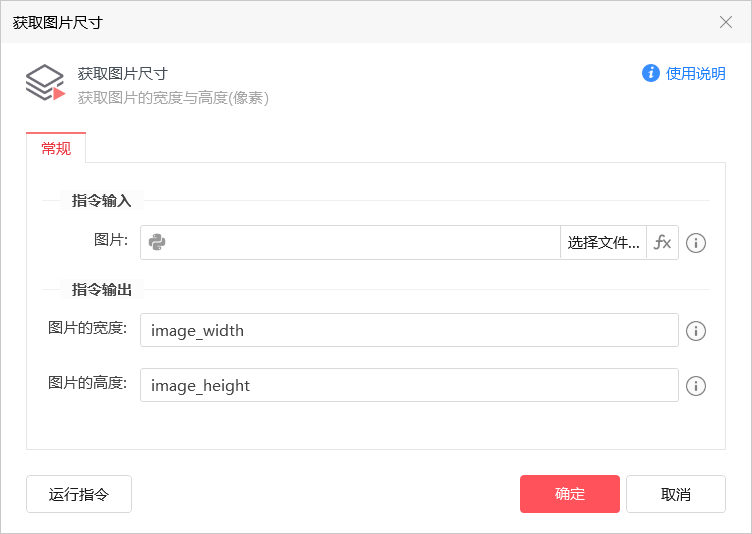 获取图片尺寸
获取图片尺寸
使用说明
获取图片的宽度与高度(像素)
常规
指令输入
图片:
选择文件...
fx
指令输出
图片的宽度:
image_width
图片的高度:
image_height
运行指令
确定
取消